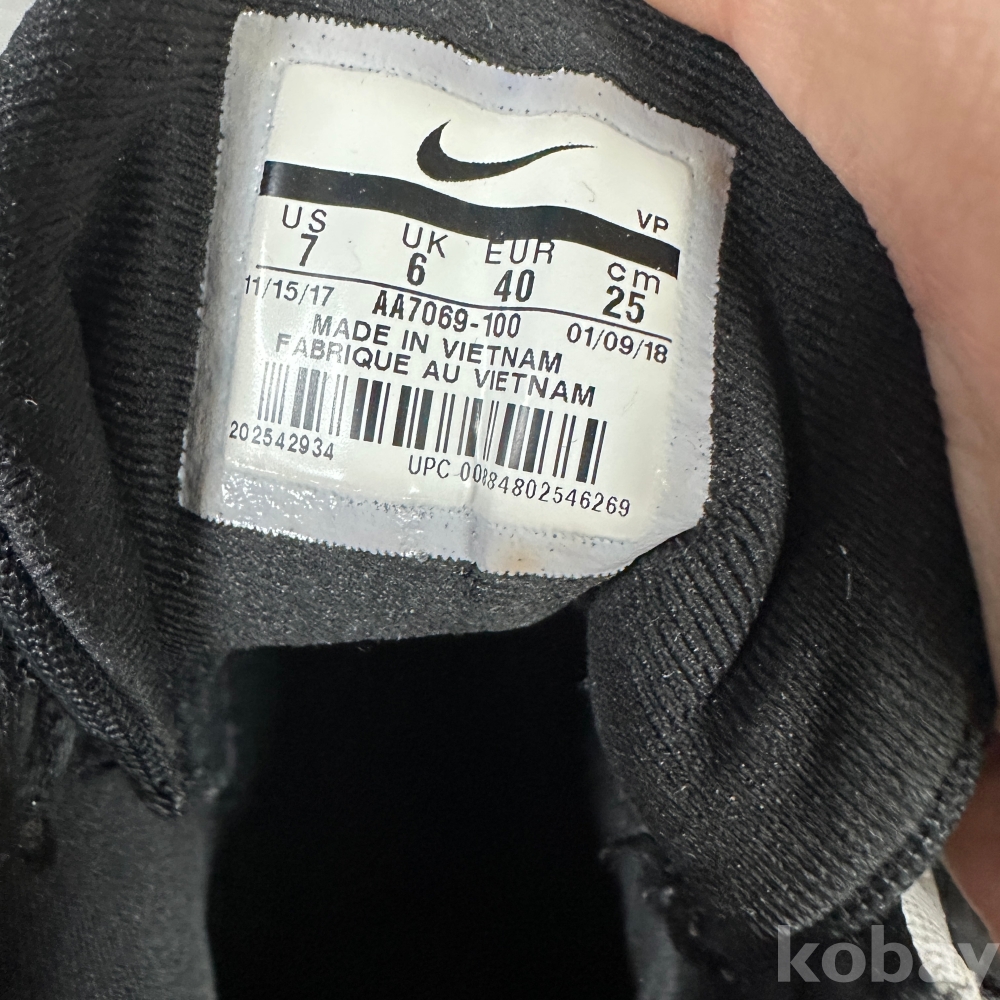 VP
US UK EUR cm
7 6 40 25
11/15/17 AA7069-100 01/09/18
MADE IN VIETNAM
FABRIQUE AU VIETNAM
202542934
UPC 00884802546269
kobay